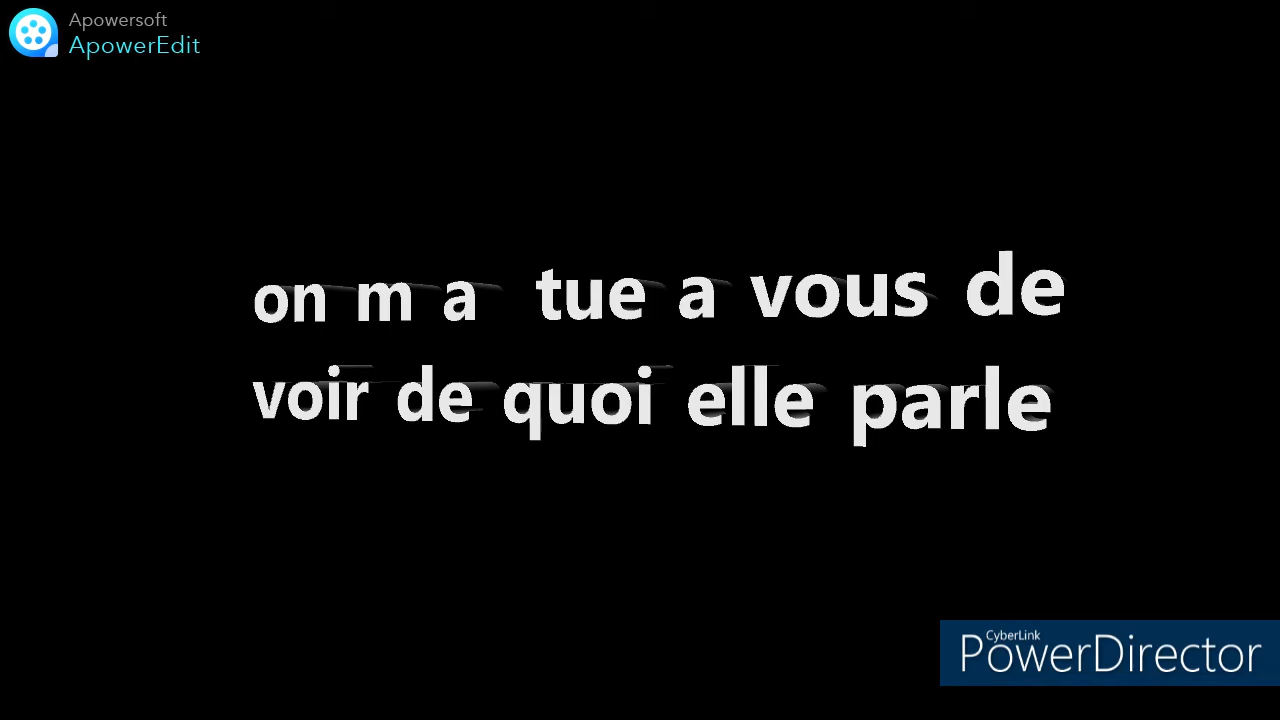 Apowersoft
ApowerEdit
on m a tue a vous de
voir de quoi elle parle
CyberLink
PowerDirector